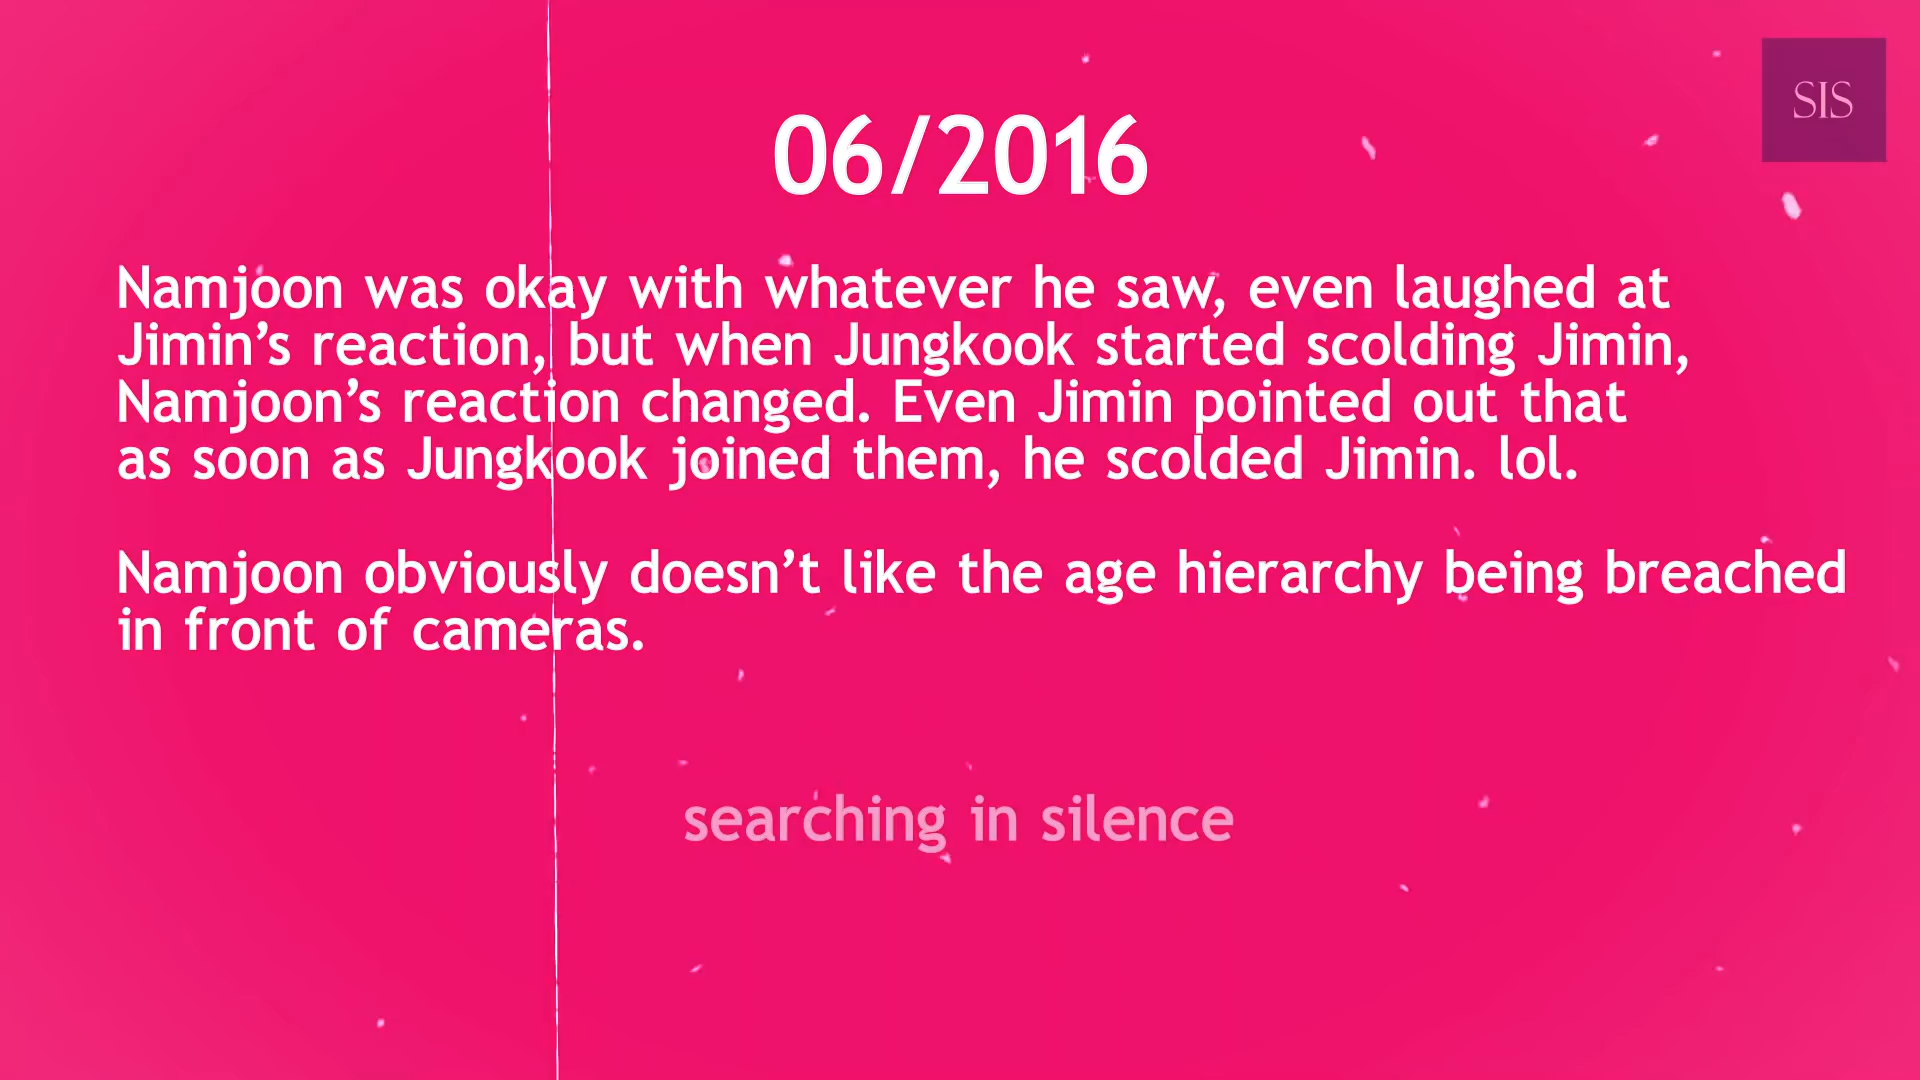 SIS
06/2016
Namjoon was okay with whatever he saw, even laughed at
Jimin’s reaction, but when Jungkook started scolding Jimin,
Namjoon’s reaction changed. Even Jimin pointed out that
as soon as Jungkook joined them, he scolded Jimin. lol.
Namjoon obviously doesn’t like the age hierarchy being breached
in front of cameras.
searching in silence